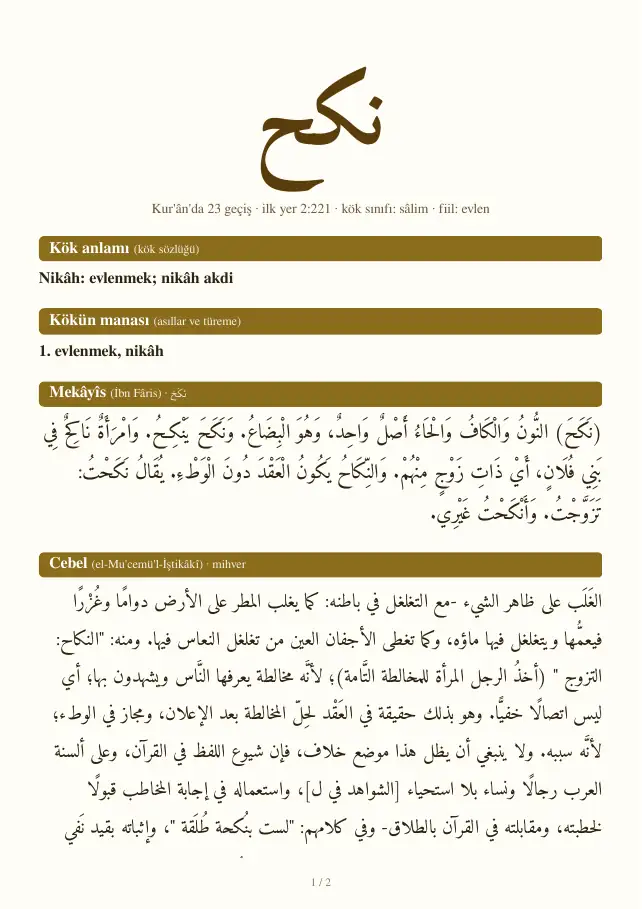 نكح
Kur'ân'da 23 geçiş · ilk yer 2:221 · kök sınıfı: sâlim · fiil: evlen
Kök anlamı (kök sözlüğü)
Nikâh: evlenmek; nikâh akdi
Kökün manası (asıllar ve türeme)
1. evlenmek, nikâh
Mekâyîs (İbn Fâris) · نَكَحَ
(نَكَحَ) النُّونُ وَالْكَافُ وَالْحَاءُ أَصْلٌ وَاحِدٌ، وَهُوَ الْبِضَاعُ. وَنَكَحَ يَنْكِحُ. وَامْرَأَةٌ نَاكِحٌ فِي
بَنِي فُلَانٍ، أَيْ ذَاتِ زَوْجٍ مِنْهُمْ. وَالنِّكَاحُ يَكُونُ الْعَقْدَ دُونَ الْوَطْءِ. يُقَالُ نَكَحْتُ:
تَزَوَّجْتُ. وَأَنْكَحْتُ غَيْرِي.
Cebel (el-Mu'cemü'l-İştikâkî) · mihver
الغَلَب على ظاهر الشيء -مع التغلغل في باطنه: كما يغلب المطر على الأرض دوامًا وغُزْرًا
فيعمُّها ويتغلغل فيها ماؤه، وكما تغطى الأجفان العين من تغلغل النعاس فيها. ومنه: "النكاح:
التزوج " (أخذُ الرجل المرأة للمخالطة التَّامة)؛ لأنَّه مخالطة يعرفها النَّاس ويشهدون بها؛ أي
ليس اتصالًا خفيًّا. وهو بذلك حقيقة في العَقْد لحِلّ المخالطة بعد الإعلان، ومجاز في الوطء؛
لأنَّه سببه. ولا ينبغي أن يظل هذا موضع خلاف، فإن شيوع اللفظ في القرآن، وعلى ألسنة
العرب رجالًا ونساء بلا استحياء [الشواهد في ل]، واستعماله في إجابة المخاطب قبولًا
لخطبته، ومقابلته في القرآن بالطلاق- وفي كلامهم: "لست بنُكحة طُلَقة "، وإثباته بقيد نَفي
1 / 2